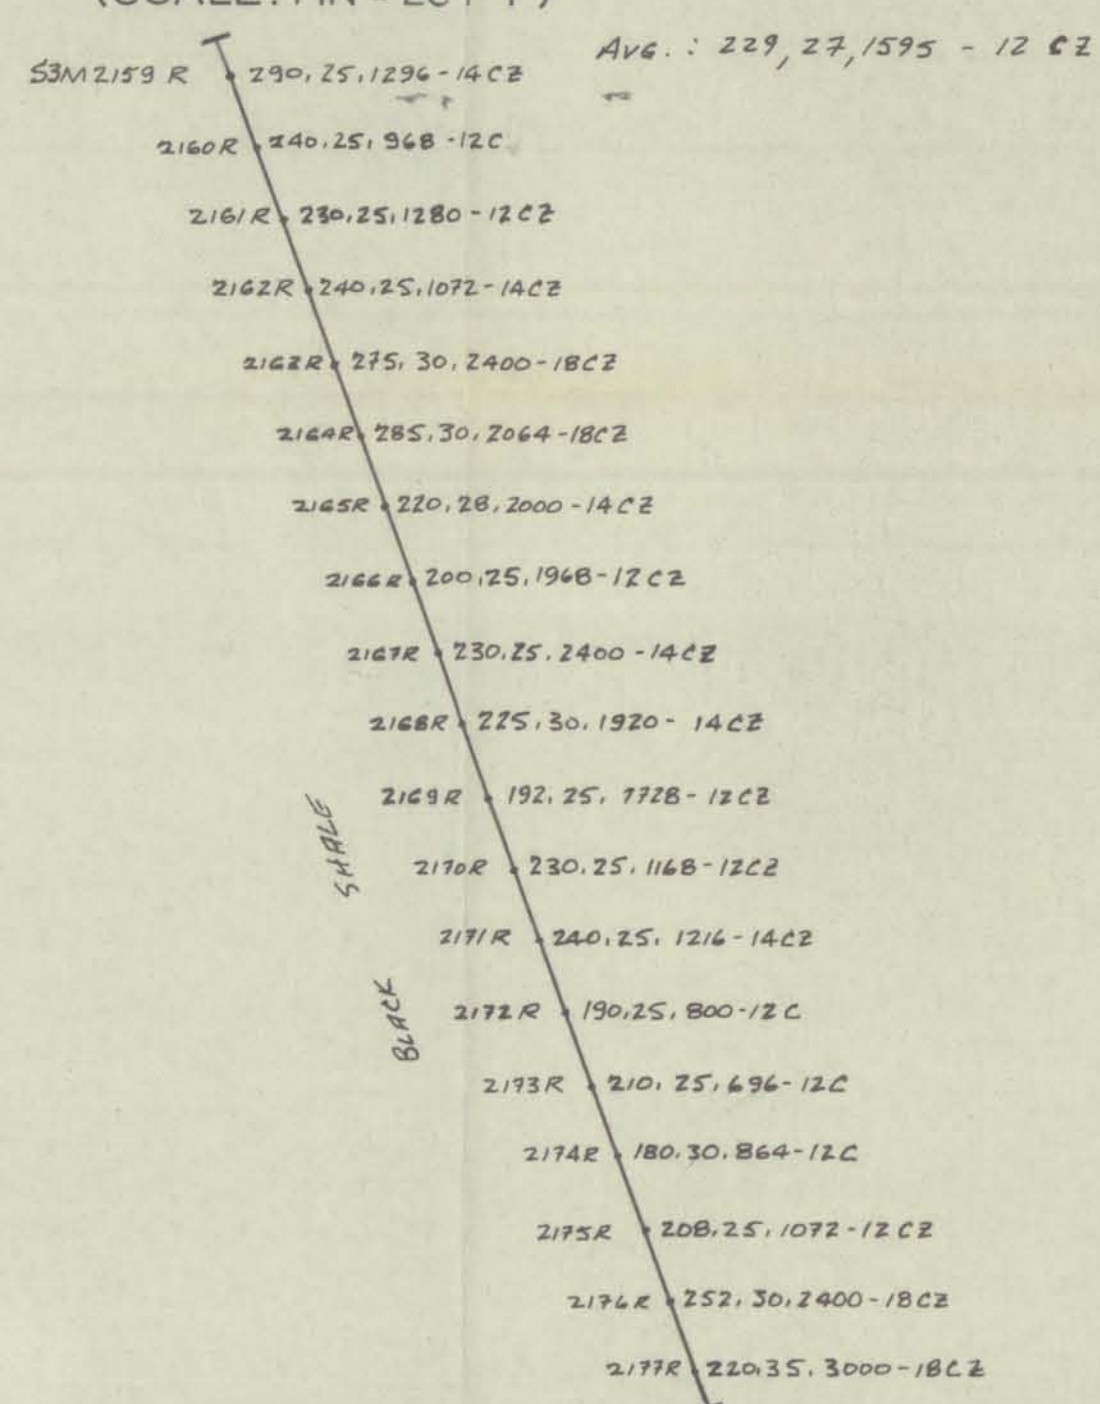 Avg. : 229, 27, 1595 - 12 CZ
S3M2159 R 290, 25, 1296 - 14 CZ
2160R 240, 25, 968 - 12C
2161R 230, 25, 1280 - 12CZ
2162R 240, 25, 1072 - 14CZ
2163R 275, 30, 2400 - 18CZ
2164R 285, 30, 2064 - 18CZ
2165R 220, 28, 2000 - 14CZ
2166R 200, 25, 1968 - 12CZ
2167R 230, 25, 2400 - 14CZ
2168R 225, 30, 1920 - 14CZ
2169R 192, 25, 1728 - 12CZ
2170R 230, 25, 1168 - 12CZ
2171R 240, 25, 1216 - 14CZ
2172R 190, 25, 800 - 12C
2173R 210, 25, 696 - 12C
2174R 180, 30, 864 - 12C
2175R 208, 25, 1072 - 12CZ
2176R 252, 30, 2400 - 18CZ
2177R 220, 35, 3000 - 18CZ
BLACK SHALE